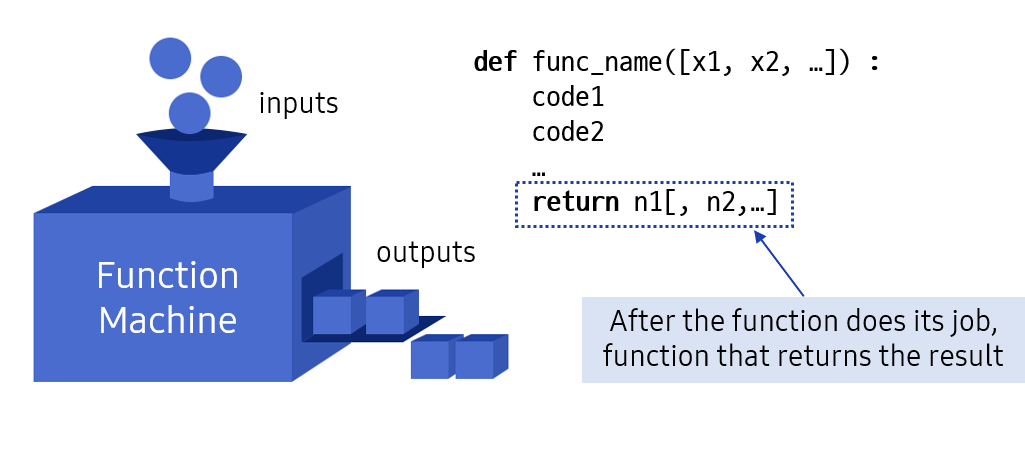 inputs
Function
Machine
outputs
def func_name([x1, x2, …]) :
code1
code2
…
return n1[, n2,…]
After the function does its job,
function that returns the result